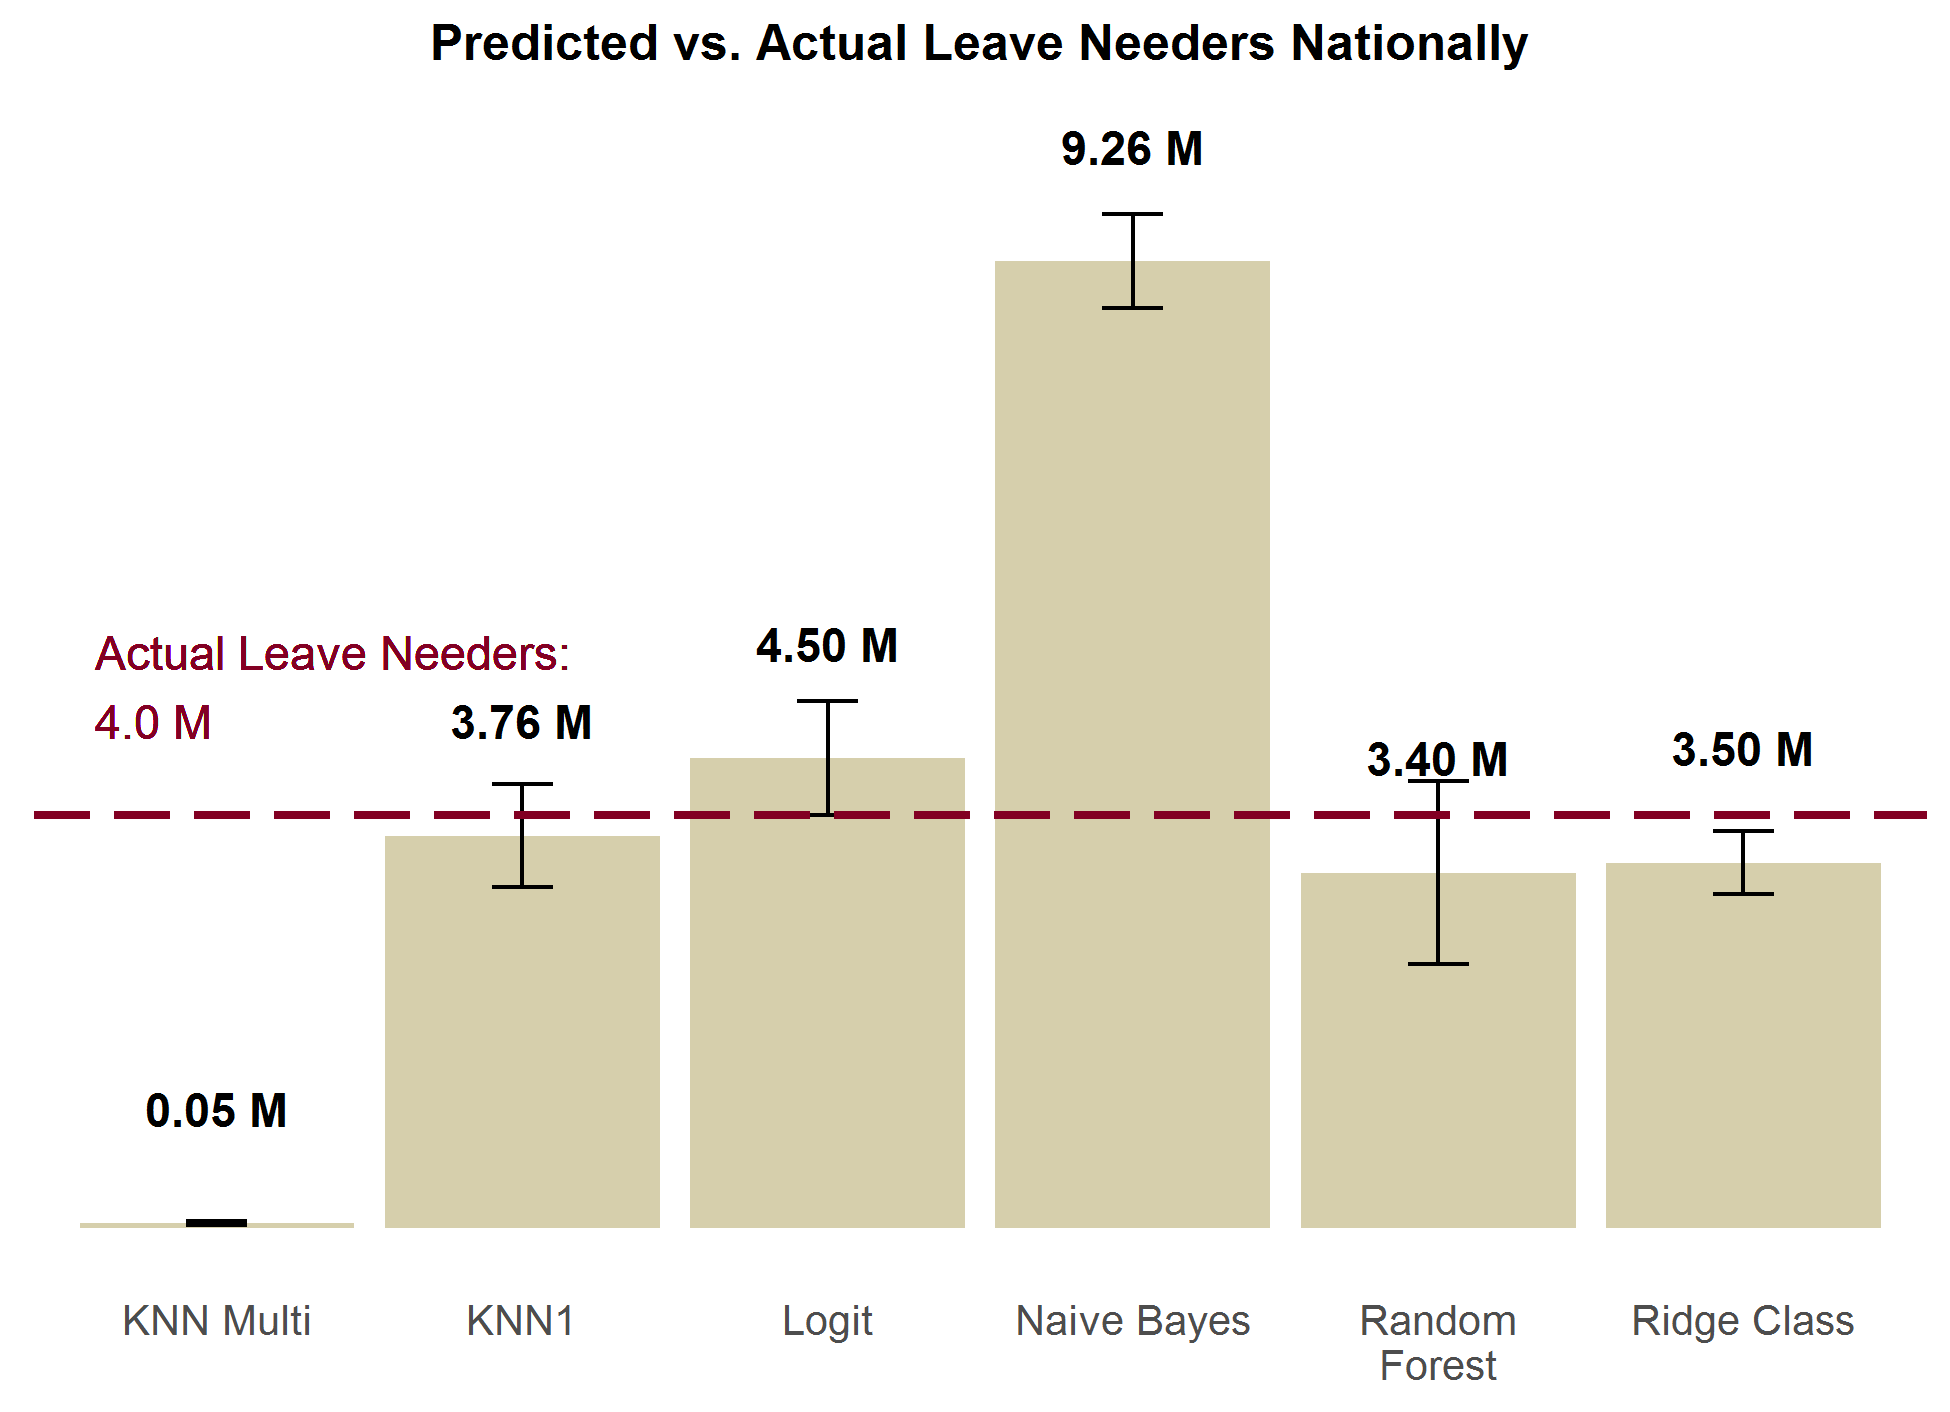 Predicted vs. Actual Leave Needers Nationally
9.26 M
Actual Leave Needers:
4.0 M
3.76 M
4.50 M
3.40 M
3.50 M
0.05 M
KNN Multi
KNN1
Logit
Naive Bayes
Random
Forest
Ridge Class